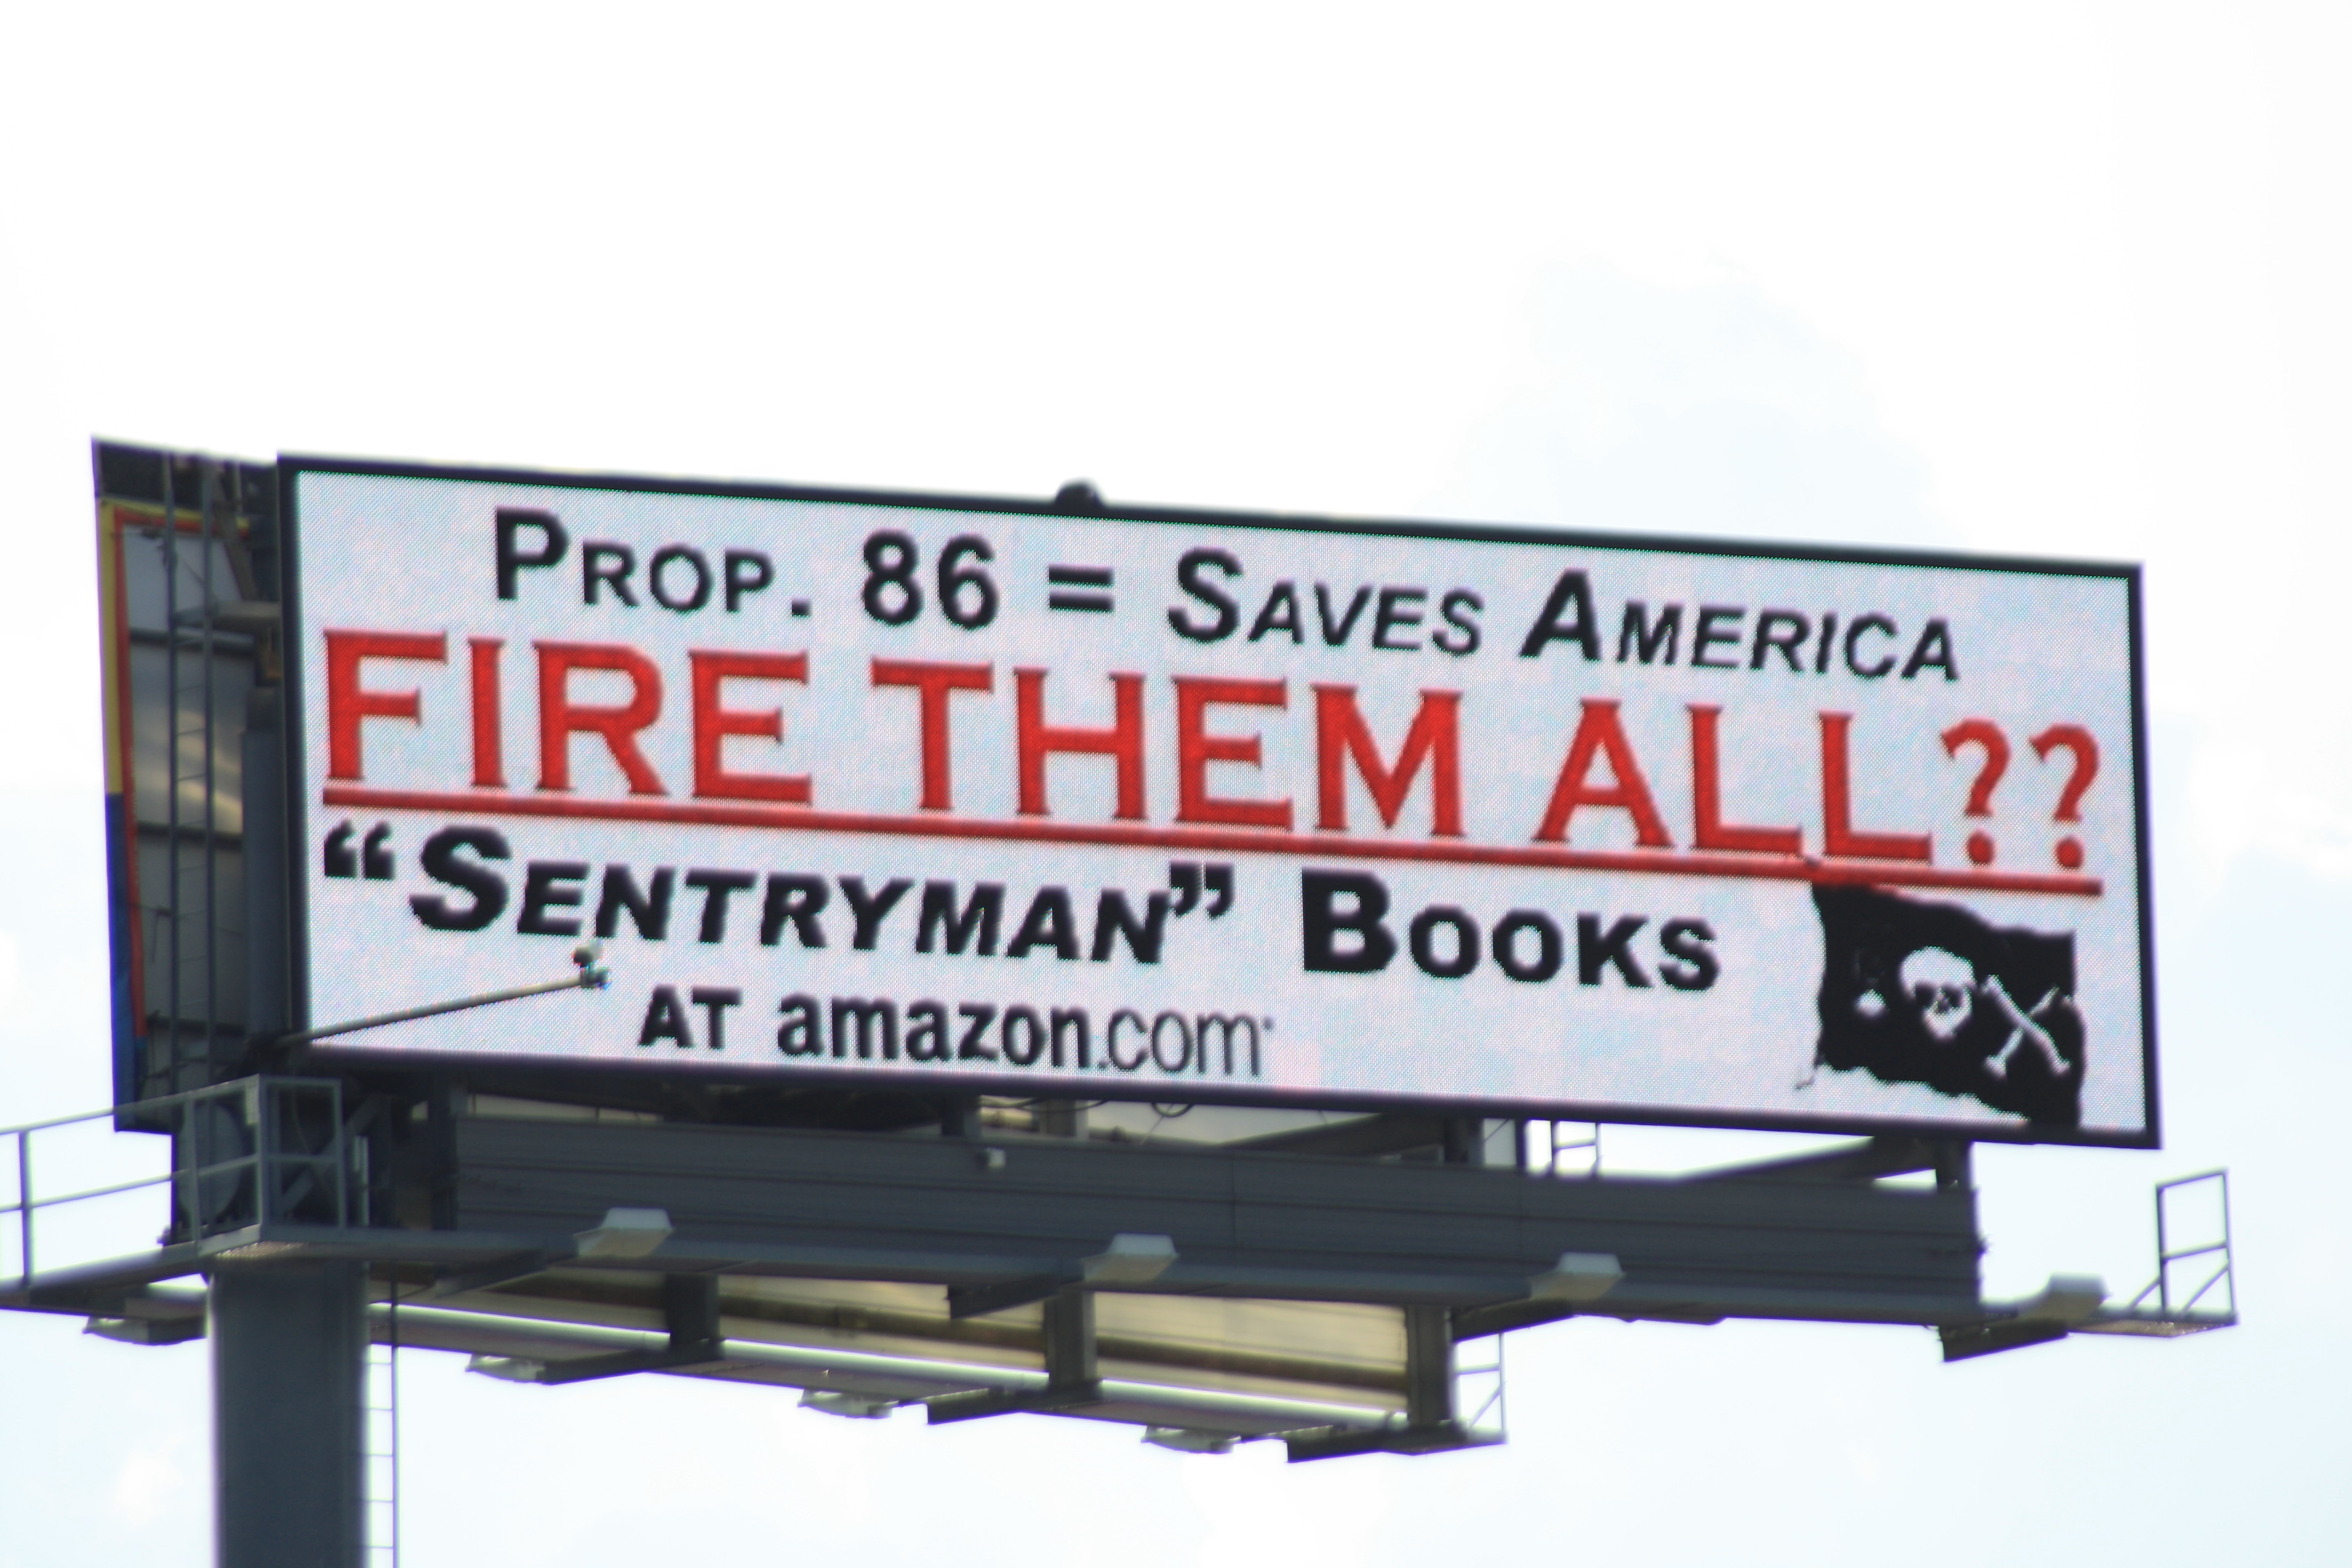 PROP. 86 = SAVES AMERICA
FIRE THEM ALL??
“SENTRYMAN” BOOKS
AT amazon.com